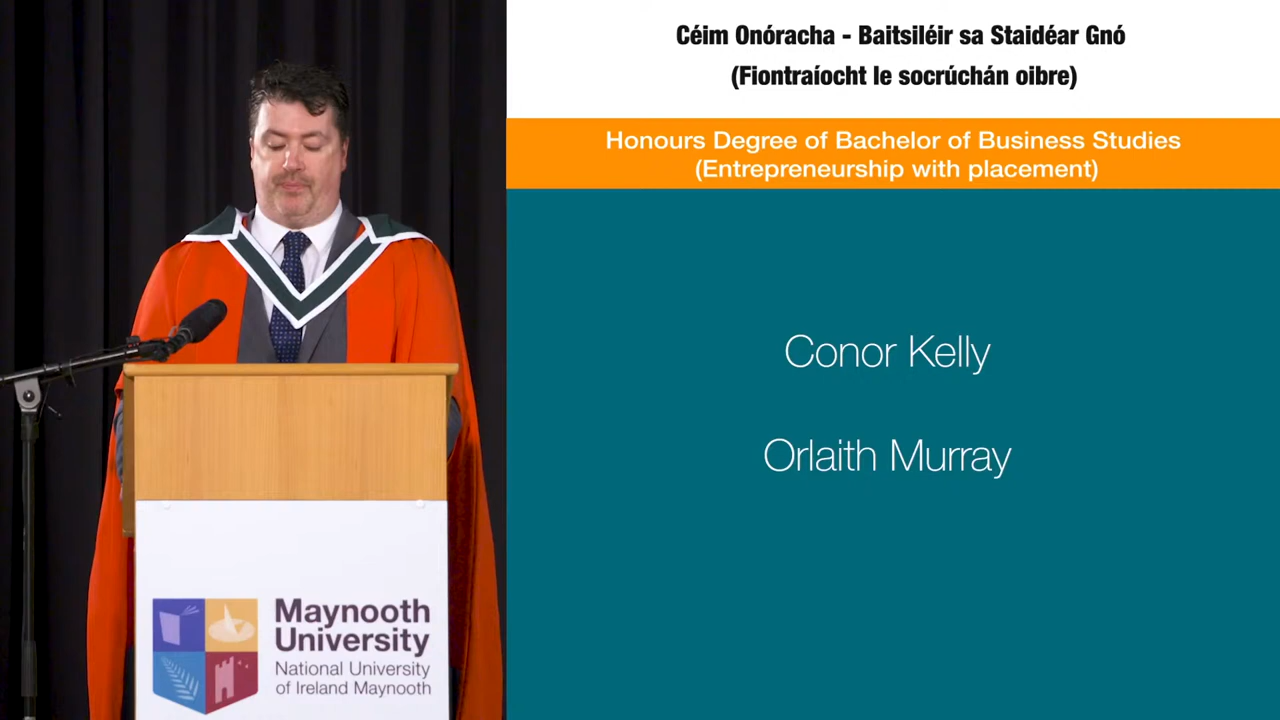 Céim Onóracha - Baitsiléir sa Staidéar Gnó
(Fiontraíocht le socrúchán oibre)
Honours Degree of Bachelor of Business Studies
(Entrepreneurship with placement)
Conor Kelly
Orlaith Murray
Maynooth
University
National University
of Ireland Maynooth